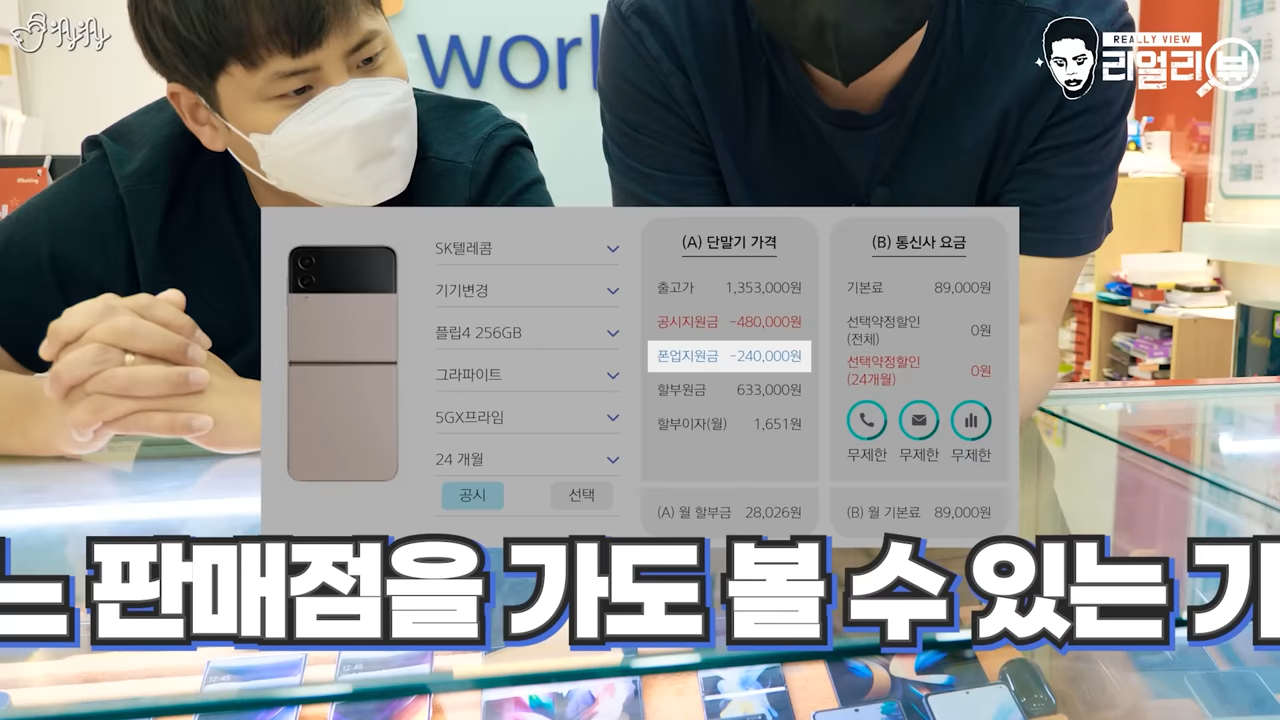 REALLY VIEW
리얼리뷰
SK텔레콤
기기변경
플립4 256GB
그라파이트
5GX프라임
24 개월
공시 선택
(A) 단말기 가격
출고가 1,353,000원
공시지원금 -480,000원
폰업지원금 -240,000원
할부원금 633,000원
할부이자(월) 1,651원
(A) 월 할부금 28,026원
(B) 통신사 요금
기본료 89,000원
선택약정할인
(전체) 0원
선택약정할인
(24개월) 0원
무제한 무제한 무제한
(B) 월 기본료 89,000원
느 판매점을 가도 볼 수 있는 가
12:45
12:45